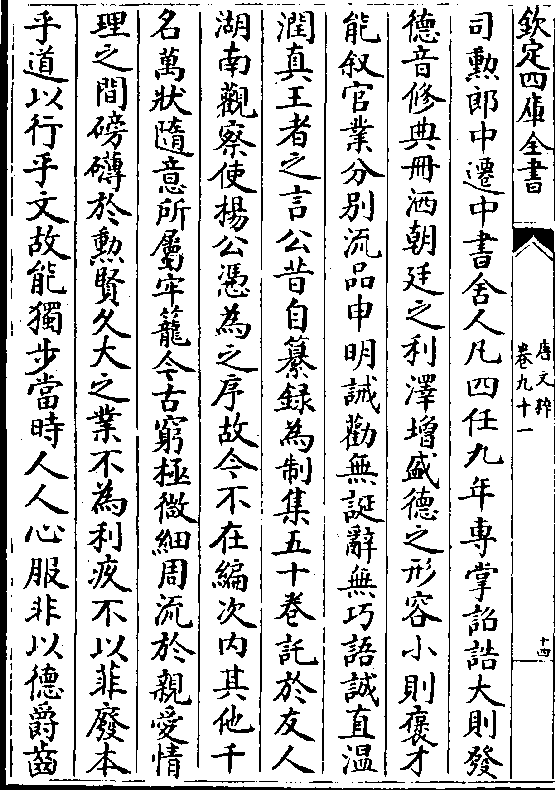 欽定四庫全書
唐文粹
卷九十一
十四
司勲郎中遷中書舎人凡四任九年専掌詔誥大則發
德音修典冊洒朝廷之利澤增盛德之形容小則褒才
能叙官業分别流品申明誡勸無誕辭無巧語誠直温
潤真王者之言公昔自纂録為制集五十卷託於友人
湖南觀察使揚公憑為之序故今不在編次内其他千
名萬狀隨意所屬牢籠今古窮極微細周流於親愛情
理之間磅礴於勲賢久大之業不為利疚不以菲廢本
乎道以行乎文故能獨步當時人人心服非以德爵齒